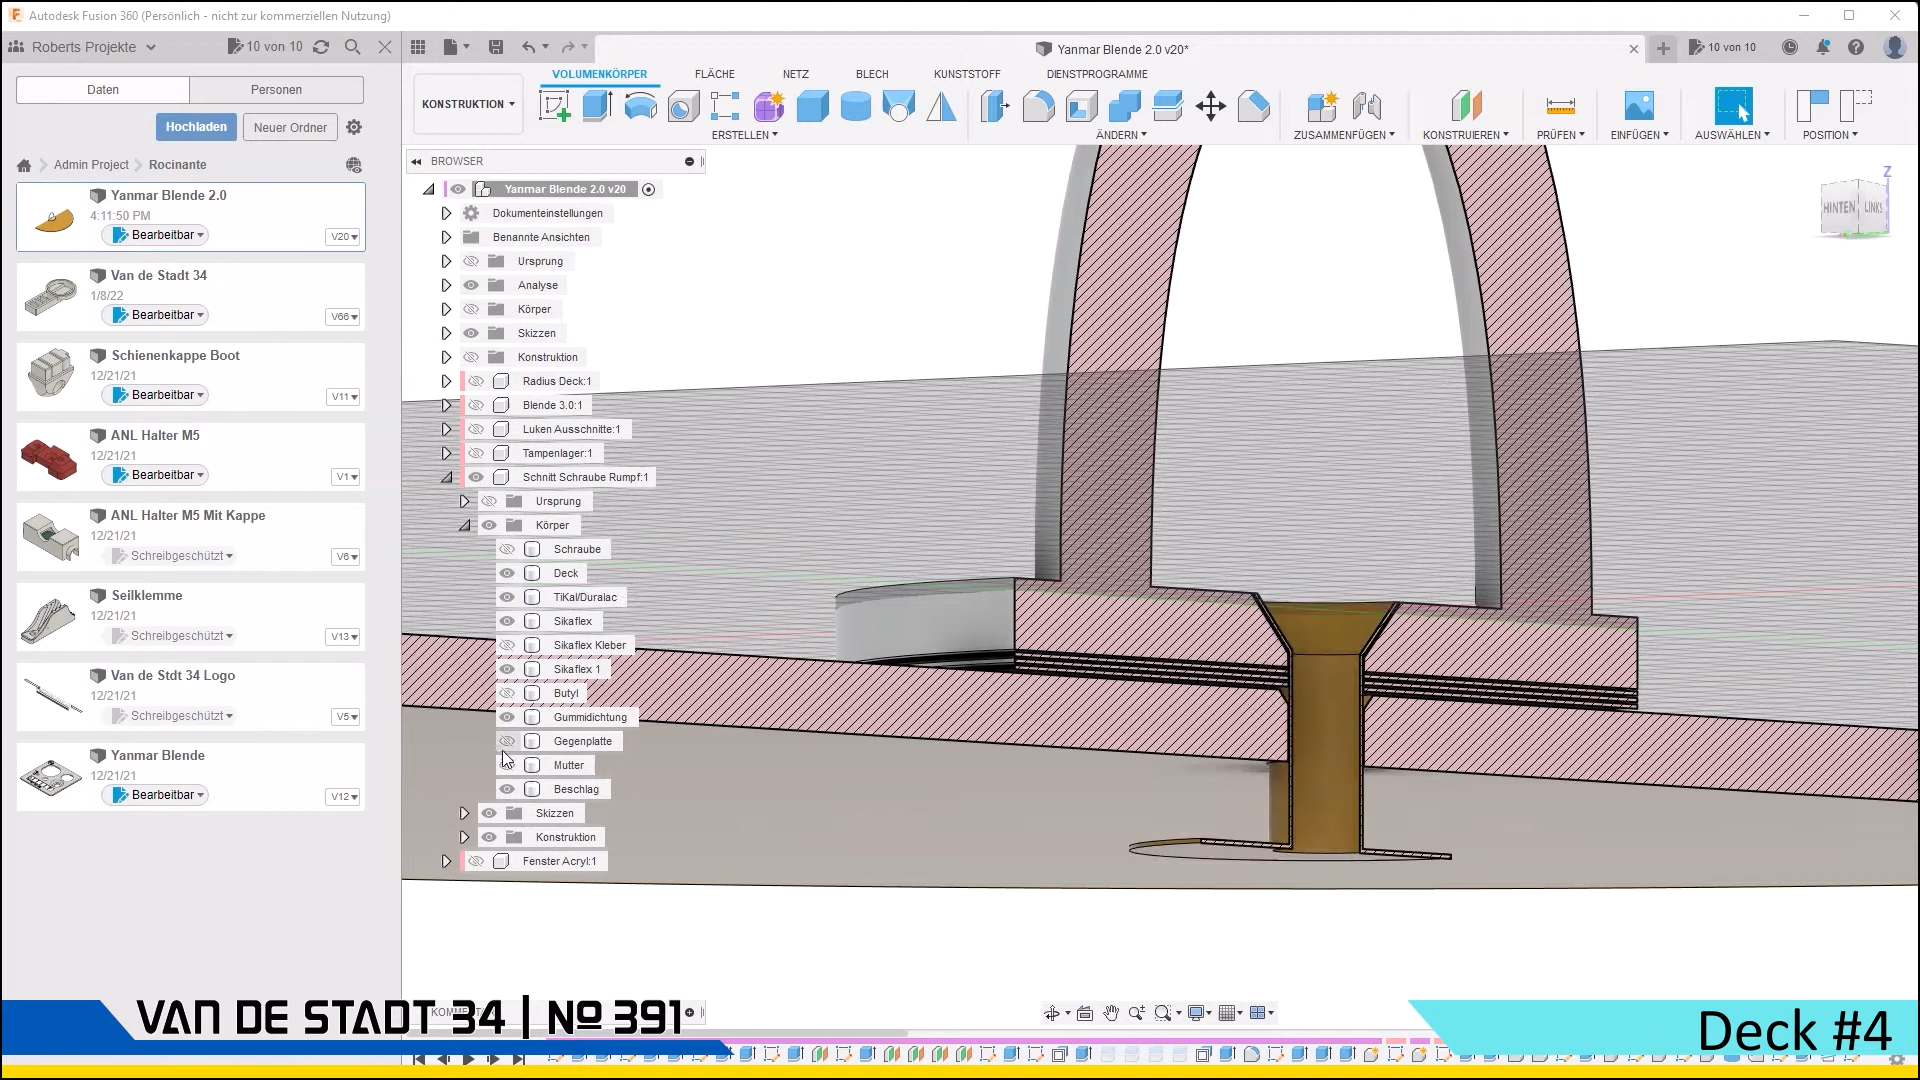 Autodesk Fusion 360 (Persönlich - nicht zur kommerziellen Nutzung)
Roberts Projekte
10 von 10
Yanmar Blende 2.0 v20*
10 von 10
Daten
Personen
Hochladen
Neuer Ordner
Admin Project
Rocinante
Yanmar Blende 2.0
4:11:50 PM
Bearbeitbar
V20
Van de Stadt 34
1/8/22
Bearbeitbar
V66
Schienenkappe Boot
12/21/21
Bearbeitbar
V11
ANL Halter M5
12/21/21
Bearbeitbar
V1
ANL Halter M5 Mit Kappe
12/21/21
Schreibgeschützt
V6
Seilklemme
12/21/21
Schreibgeschützt
V13
Van de Stdt 34 Logo
12/21/21
Schreibgeschützt
V5
Yanmar Blende
12/21/21
Bearbeitbar
V12
KONSTRUKTION
VOLUMENKÖRPER
FLÄCHE
NETZ
BLECH
KUNSTSTOFF
DIENSTPROGRAMME
ERSTELLEN
ÄNDERN
ZUSAMMENFÜGEN
KONSTRUIEREN
PRÜFEN
EINFÜGEN
AUSWÄHLEN
POSITION
BROWSER
Yanmar Blende 2.0 v20
Dokumenteinstellungen
Benannte Ansichten
Ursprung
Analyse
Körper
Skizzen
Konstruktion
Radius Deck:1
Blende 3.0:1
Luken Ausschnitte:1
Tampenlager:1
Schnitt Schraube Rumpf:1
Ursprung
Körper
Schraube
Deck
TiKal/Duralac
Sikaflex
Sikaflex Kleber
Sikaflex 1
Butyl
Gummidichtung
Gegenplatte
Mutter
Beschlag
Skizzen
Konstruktion
Fenster Acryl:1
Z
HINTEN
LINKS
VAN DE STADT 34 | Nº 391
Deck #4